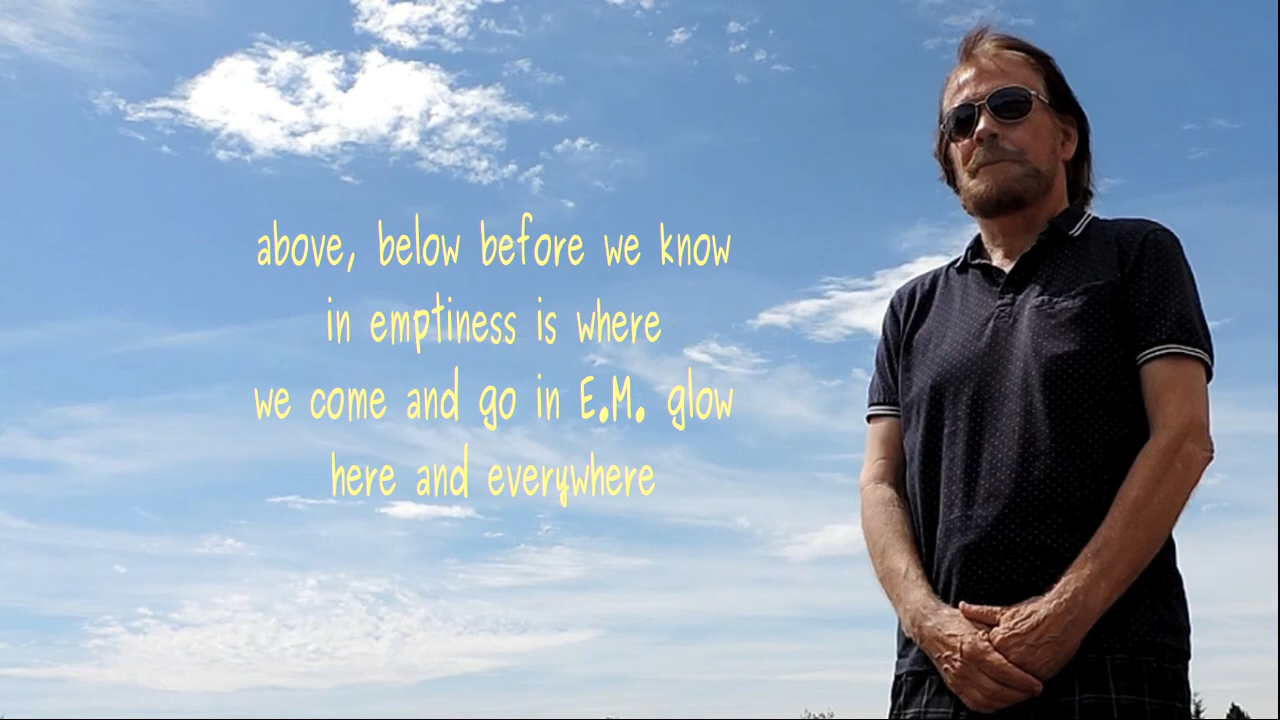 above, below before we know
in emptiness is where
we come and go in E.M. glow
here and everywhere